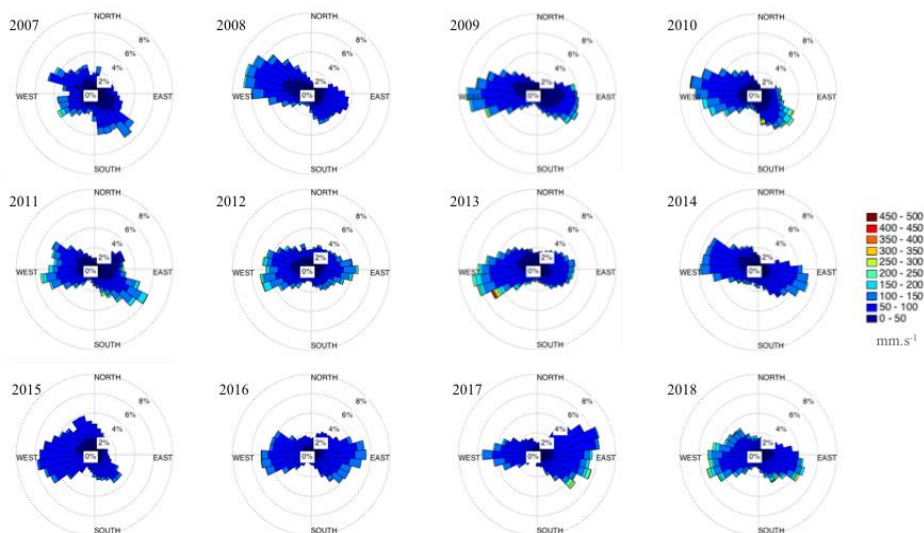 2007
NORTH
8%
6%
4%
2%
0%
WEST
EAST
SOUTH
2008
NORTH
8%
6%
4%
2%
0%
WEST
EAST
SOUTH
2009
NORTH
8%
6%
4%
2%
0%
WEST
EAST
SOUTH
2010
NORTH
8%
6%
4%
2%
0%
WEST
EAST
SOUTH
2011
NORTH
8%
6%
4%
2%
0%
WEST
EAST
SOUTH
2012
NORTH
8%
6%
4%
2%
0%
WEST
EAST
SOUTH
2013
NORTH
8%
6%
4%
2%
0%
WEST
EAST
SOUTH
2014
NORTH
8%
6%
4%
2%
0%
WEST
EAST
SOUTH
450 - 500
400 - 450
350 - 400
300 - 350
250 - 300
200 - 250
150 - 200
100 - 150
50 - 100
0 - 50
mm.s⁻¹
2015
NORTH
8%
6%
4%
2%
0%
WEST
EAST
SOUTH
2016
NORTH
8%
6%
4%
2%
0%
WEST
EAST
SOUTH
2017
NORTH
8%
6%
4%
2%
0%
WEST
EAST
SOUTH
2018
NORTH
8%
6%
4%
2%
0%
WEST
EAST
SOUTH